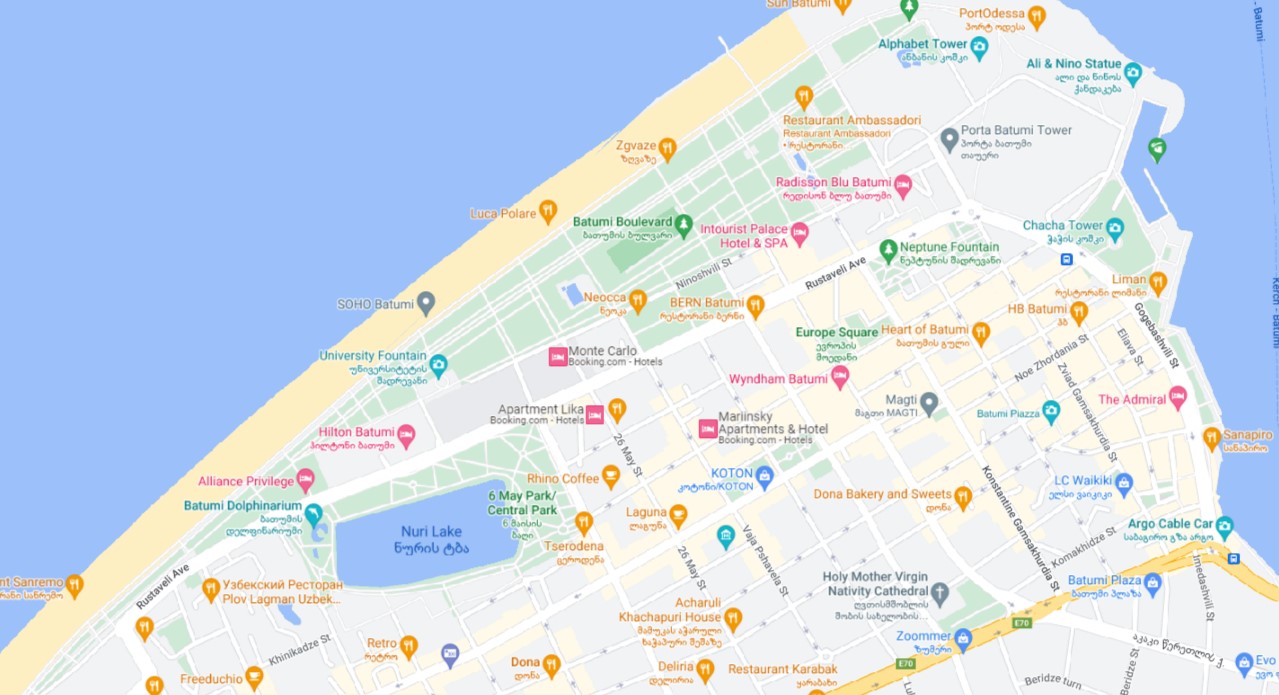 Sun Batumi
PortOdessa
პორტ ოდესა
- Batumi
Alphabet Tower
ანბანის კოშკი
Ali & Nino Statue
ალი და ნინოს
ქანდაკება
Restaurant Ambassadori
Restaurant Ambassadori
• რესტორანი
Porta Batumi Tower
პორტა ბათუმი
თაუერი
Zgvaze
ზღვაზე
Radisson Blu Batumi
რედისონ ბლუ ბათუმი
Luca Polare
Batumi Boulevard
ბათუმის ბულვარი
Intourist Palace
Hotel & SPA
Chacha Tower
ჭაჭის კოშკი
Neptune Fountain
ნეპტუნის შადრევანი
Rustaveli Ave
Ninoshvili St
Liman
რესტორანი ლიმანი
Kerch - Batumi
SOHO Batumi
Neocca
ნეოკა
BERN Batumi
რესტორანი ბერნი
HB Batumi
ჰბ
Gogebashvili St
Europe Square
ევროპის
მოედანი
Heart of Batumi
ბათუმის გული
Eliava St
Noe Zhordania St
University Fountain
უნივერსიტეტის
შადრევანი
Monte Carlo
Booking.com - Hotels
Wyndham Batumi
Zviad Gamsakhurdia St
Magti
მაგთი MAGTI
The Admiral
Apartment Lika
Booking.com - Hotels
Mariinsky
Apartments & Hotel
Booking.com - Hotels
Batumi Piazza
Hilton Batumi
ჰილტონი ბათუმი
26 May St
Sanapiro
სანაპირო
Alliance Privilege
Rhino Coffee
KOTON
კოტონი/KOTON
Konstantine Gamsakhurdia St
LC Waikiki
ელსი ვაიკიკი
Batumi Dolphinarium
ბათუმის
დელფინარიუმი
6 May Park/
Central Park
6 მაისის
ბაღი
Dona Bakery and Sweets
დონა
Laguna
ლაგუნა
Nuri Lake
ნურის ტბა
Argo Cable Car
საბაგირო გზა არგო
Tserodena
ცეროდენა
Vaja Pshavels St
26 May St
Komakhidze St
nt Sanremo
რანი სანრემო
Rustaveli Ave
Узбекский Ресторан
Plov Lagman Uzbek...
Holy Mother Virgin
Nativity Cathedral
ღვთისმშობლის
შობის სახელობის...
Batumi Plaza
ბათუმი პლაზა
Imedashvili St
Acharuli
Khachapuri House
მამუკას აჭარული
ხაჭაპური შემაზე
E70
Zoommer
ზუმერი
აკაკი წერეთლის ქ.
Khinikadze St
Retro
რეტრო
Dona
დონა
Deliria
დელირია
Restaurant Karabak
ყარაბახი
E70
Evo
ევო
Freeduchio
Beridze turn
Beridze St